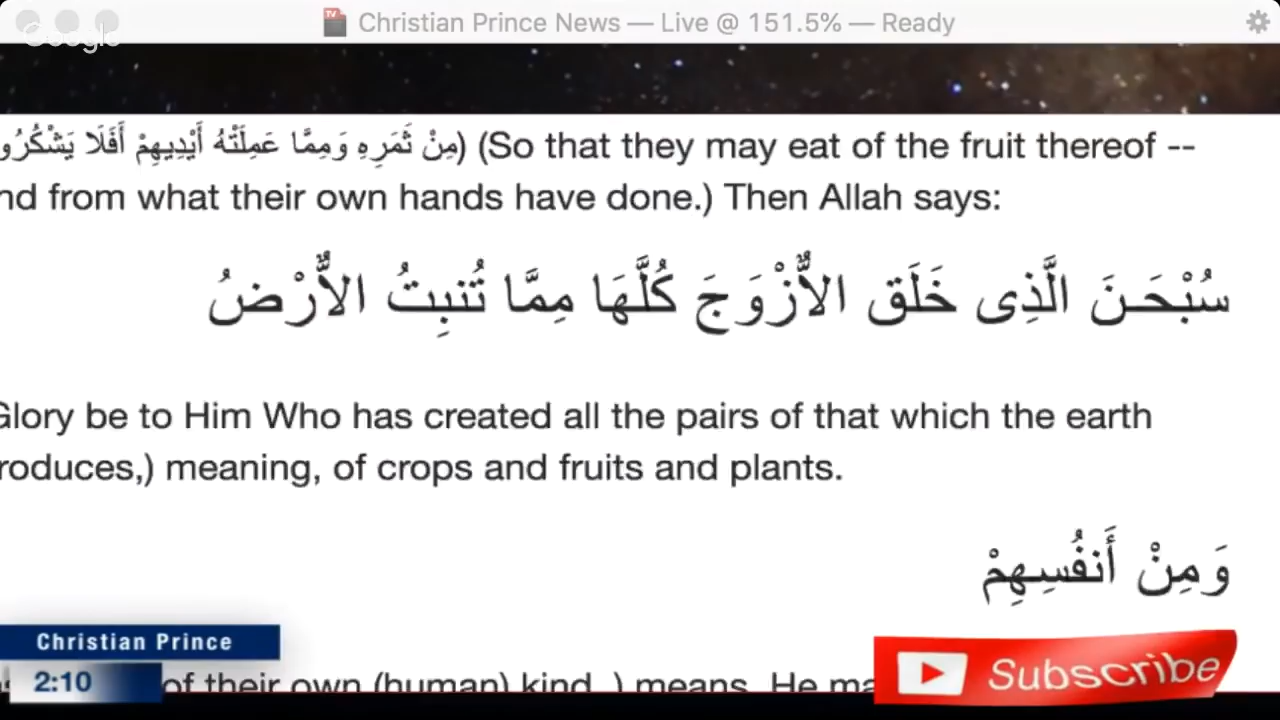 Christian Prince News — Live @ 151.5% — Ready
Google
مِنْ ثَمَرِهِ وَمِمَّا عَمِلَتْهُ أَيْدِيهِمْ أَفَلَا) (So that they may eat of the fruit thereof --
from what their own hands have done.) Then Allah says:
سُبْحَـنَ الَّذِى خَلَق الاٌّزْوَجَ كُلَّهَا مِمَّا تُنبِتُ الاٌّرْضُ
Glory be to Him Who has created all the pairs of that which the earth
roduces,) meaning, of crops and fruits and plants.
وَمِنْ أَنفُسِهِمْ
Christian Prince
2:10
of their own (human) kind,) means, He
Subscribe